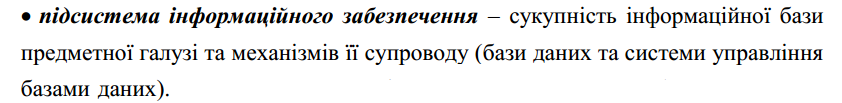 • підсистема інформаційного забезпечення – сукупність інформаційної бази
предметної галузі та механізмів її супроводу (бази даних та системи управління
базами даних).